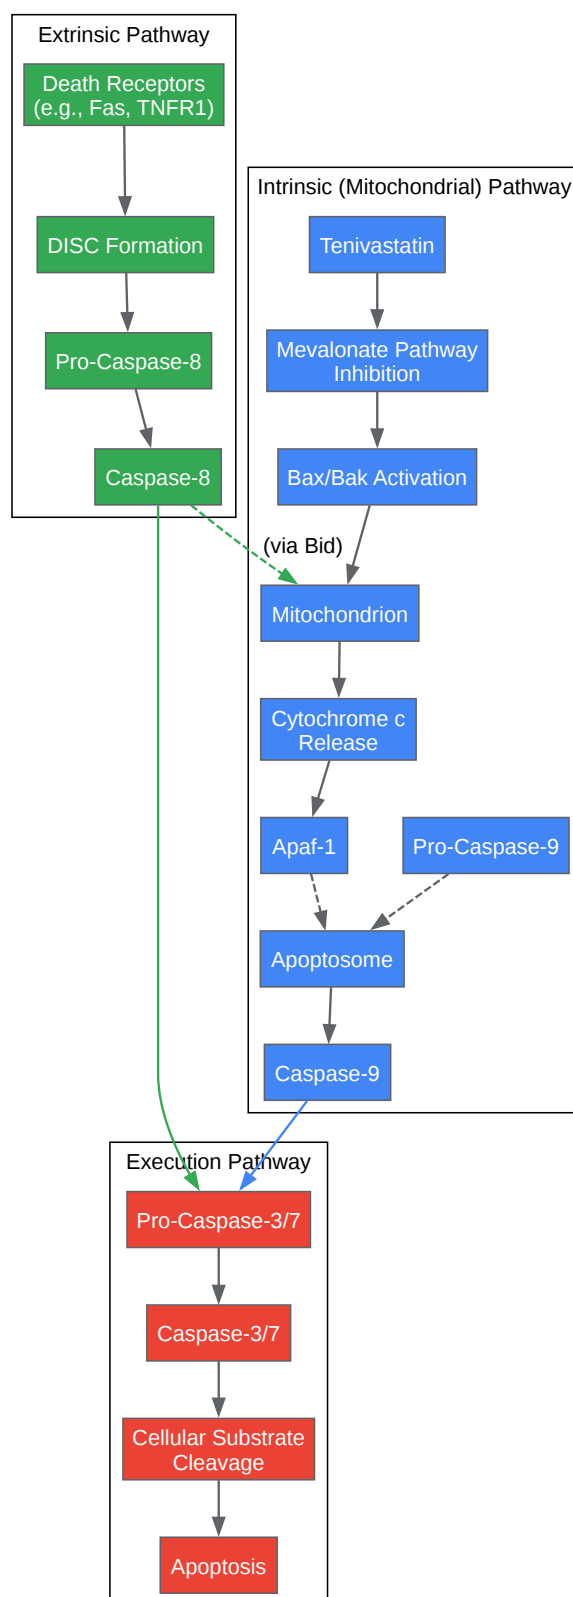 Extrinsic Pathway
Death Receptors
(e.g., Fas, TNFR1)
DISC Formation
Pro-Caspase-8
Caspase-8
Intrinsic (Mitochondrial) Pathway
Tenivastatin
Mevalonate Pathway
Inhibition
Bax/Bak Activation
(via Bid)
Mitochondrion
Cytochrome c
Release
Apaf-1
Pro-Caspase-9
Apoptosome
Caspase-9
Execution Pathway
Pro-Caspase-3/7
Caspase-3/7
Cellular Substrate
Cleavage
Apoptosis